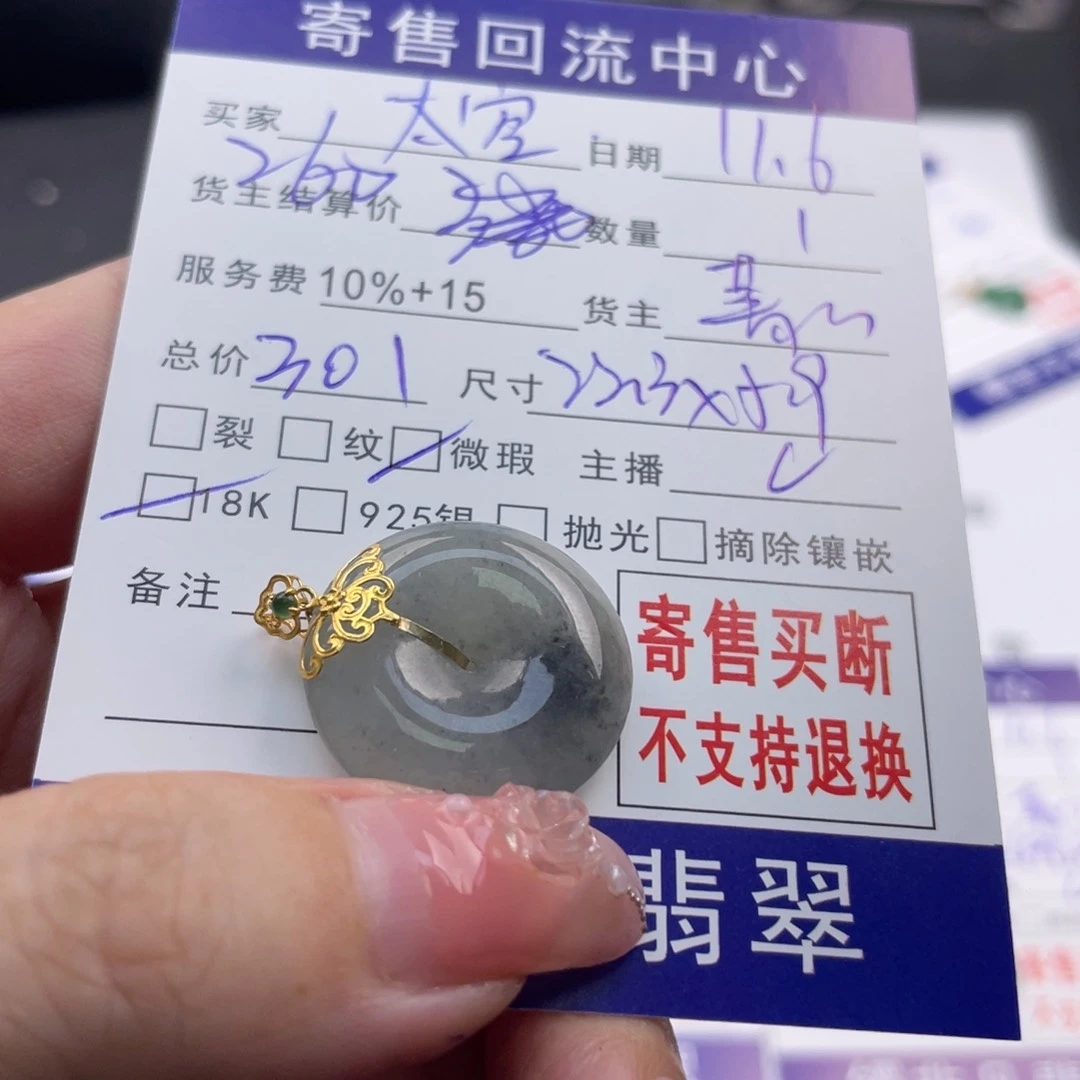 寄售回流中心
买家 太宜 日期 11.6
货主结算价 260 数量 1
服务费 10%+15 货主
总价 301 尺寸
裂 纹 微瑕 主播
18K 925银 抛光 摘除镶嵌
备注
寄售买断
不支持退换
翡翠